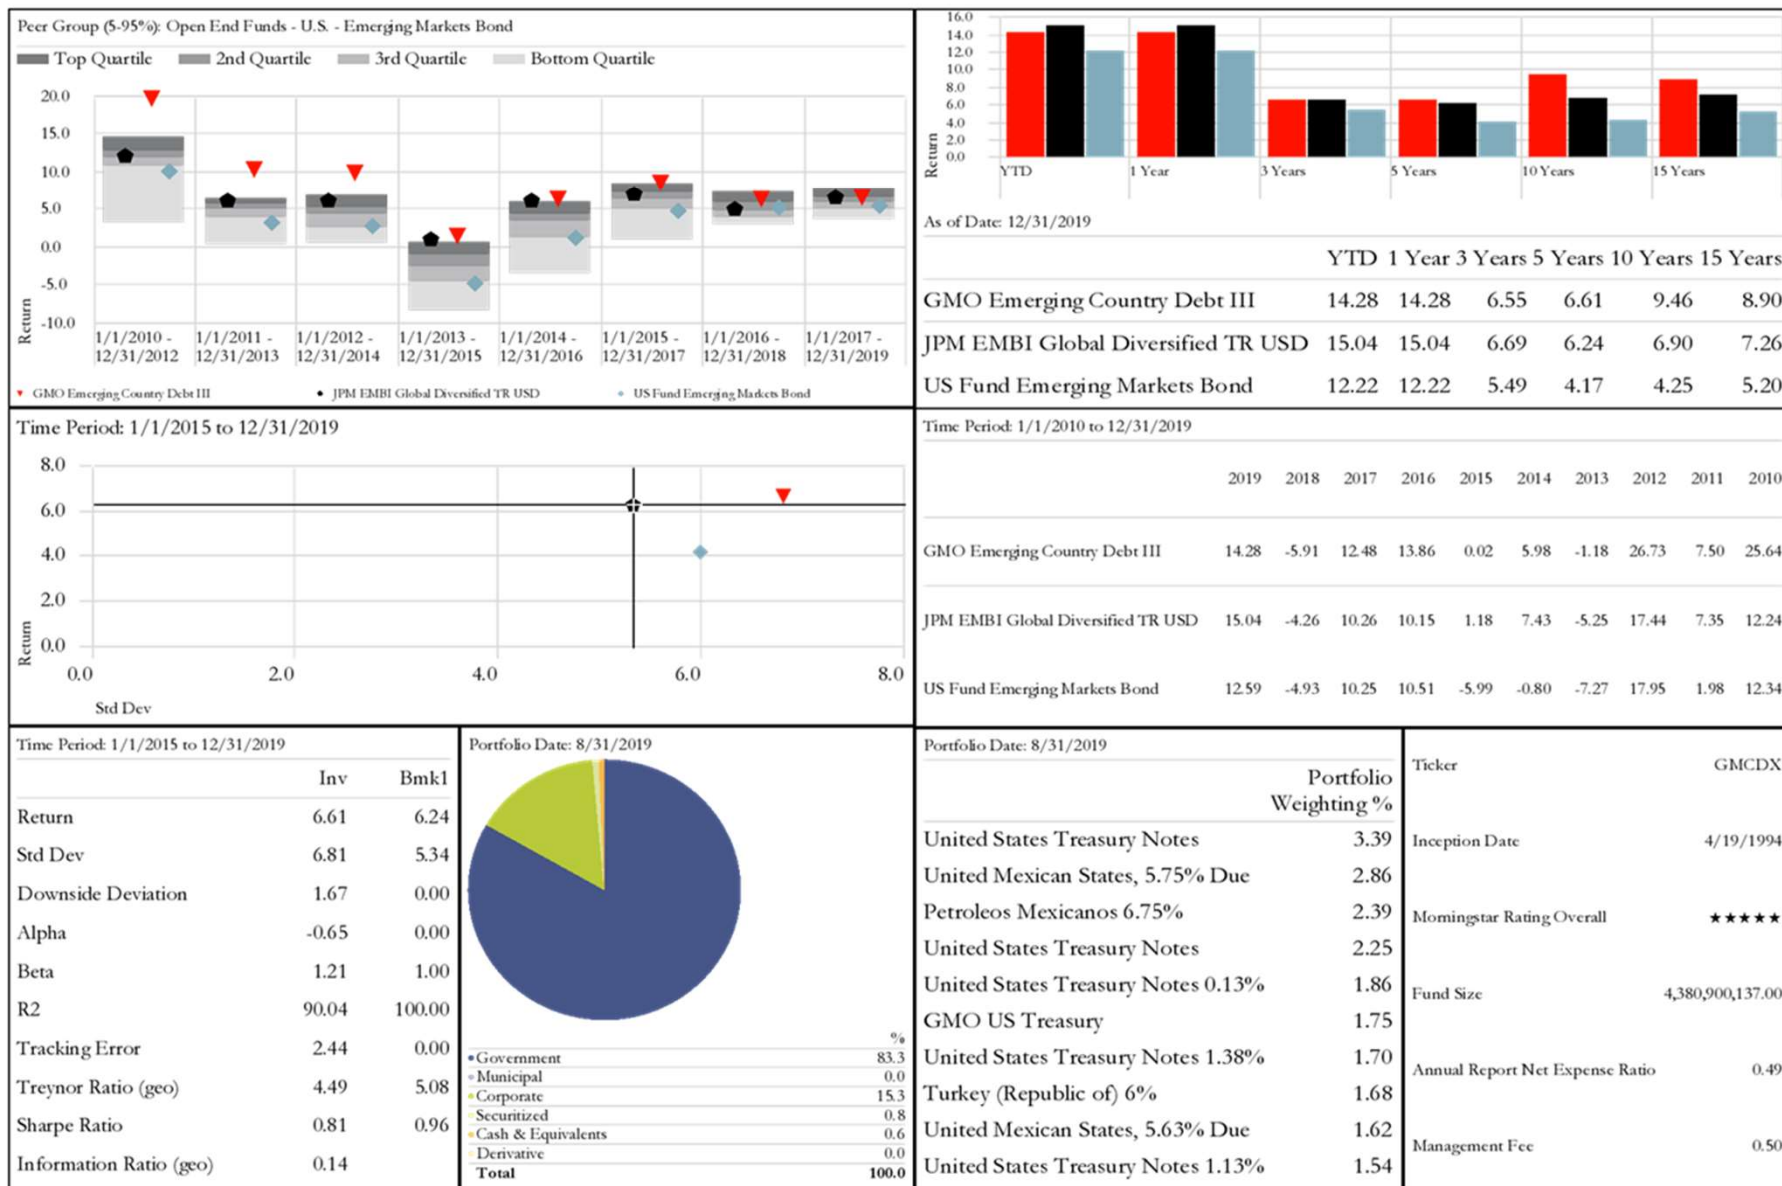 Peer Group (5-95%): Open End Funds - U.S. - Emerging Markets Bond
Top Quartile 2nd Quartile 3rd Quartile Bottom Quartile
20.0
15.0
10.0
5.0
0.0
-5.0
-10.0
Return
1/1/2010 - 1/1/2011 - 1/1/2012 - 1/1/2013 - 1/1/2014 - 1/1/2015 - 1/1/2016 - 1/1/2017 -
12/31/2012 12/31/2013 12/31/2014 12/31/2015 12/31/2016 12/31/2017 12/31/2018 12/31/2019
GMO Emerging Country Debt III JPM EMBI Global Diversified TR USD US Fund Emerging Markets Bond
16.0
14.0
12.0
10.0
8.0
6.0
4.0
2.0
0.0
Return
YTD 1 Year 3 Years 5 Years 10 Years 15 Years
As of Date: 12/31/2019
YTD 1 Year 3 Years 5 Years 10 Years 15 Years
GMO Emerging Country Debt III 14.28 14.28 6.55 6.61 9.46 8.90
JPM EMBI Global Diversified TR USD 15.04 15.04 6.69 6.24 6.90 7.26
US Fund Emerging Markets Bond 12.22 12.22 5.49 4.17 4.25 5.20
Time Period: 1/1/2015 to 12/31/2019
8.0
6.0
4.0
2.0
0.0
Return
0.0 2.0 4.0 6.0 8.0
Std Dev
Time Period: 1/1/2010 to 12/31/2019
2019 2018 2017 2016 2015 2014 2013 2012 2011 2010
GMO Emerging Country Debt III 14.28 -5.91 12.48 13.86 0.02 5.98 -1.18 26.73 7.50 25.64
JPM EMBI Global Diversified TR USD 15.04 -4.26 10.26 10.15 1.18 7.43 -5.25 17.44 7.35 12.24
US Fund Emerging Markets Bond 12.59 -4.93 10.25 10.51 -5.99 -0.80 -7.27 17.95 1.98 12.34
Time Period: 1/1/2015 to 12/31/2019
Inv Bmk1
Return 6.61 6.24
Std Dev 6.81 5.34
Downside Deviation 1.67 0.00
Alpha -0.65 0.00
Beta 1.21 1.00
R2 90.04 100.00
Tracking Error 2.44 0.00
Treynor Ratio (geo) 4.49 5.08
Sharpe Ratio 0.81 0.96
Information Ratio (geo) 0.14
Portfolio Date: 8/31/2019
%
Government 83.3
Municipal 0.0
Corporate 15.3
Securitized 0.8
Cash & Equivalents 0.6
Derivative 0.0
Total 100.0
Portfolio Date: 8/31/2019
Portfolio
Weighting %
United States Treasury Notes 3.39
United Mexican States, 5.75% Due 2.86
Petroleos Mexicanos 6.75% 2.39
United States Treasury Notes 2.25
United States Treasury Notes 0.13% 1.86
GMO US Treasury 1.75
United States Treasury Notes 1.38% 1.70
Turkey (Republic of) 6% 1.68
United Mexican States, 5.63% Due 1.62
United States Treasury Notes 1.13% 1.54
Ticker GMCDX
Inception Date 4/19/1994
Morningstar Rating Overall ★★★★★
Fund Size 4,380,900,137.00
Annual Report Net Expense Ratio 0.49
Management Fee 0.50